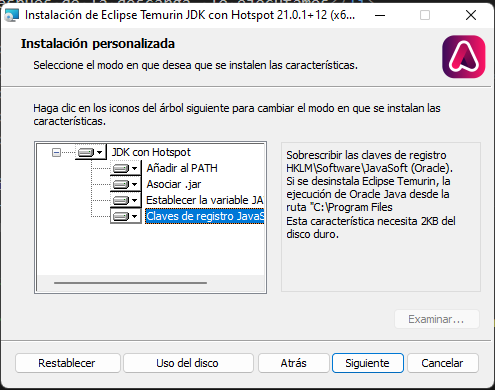 Instalación de Eclipse Temurin JDK con Hotspot 21.0.1+12 (x6...
Instalación personalizada
Seleccione el modo en que desea que se instalen las características.
Haga clic en los iconos del árbol siguiente para cambiar el modo en que se instalan las
características.
JDK con Hotspot
Añadir al PATH
Asociar .jar
Establecer la variable JA
Claves de registro JavaS
Sobrescribir las claves de registro
HKLM\Software\JavaSoft (Oracle).
Si se desinstala Eclipse Temurin, la
ejecución de Oracle Java desde la
ruta "C:\Program Files
Esta característica necesita 2KB del
disco duro.
Examinar...
Restablecer
Uso del disco
Atrás
Siguiente
Cancelar